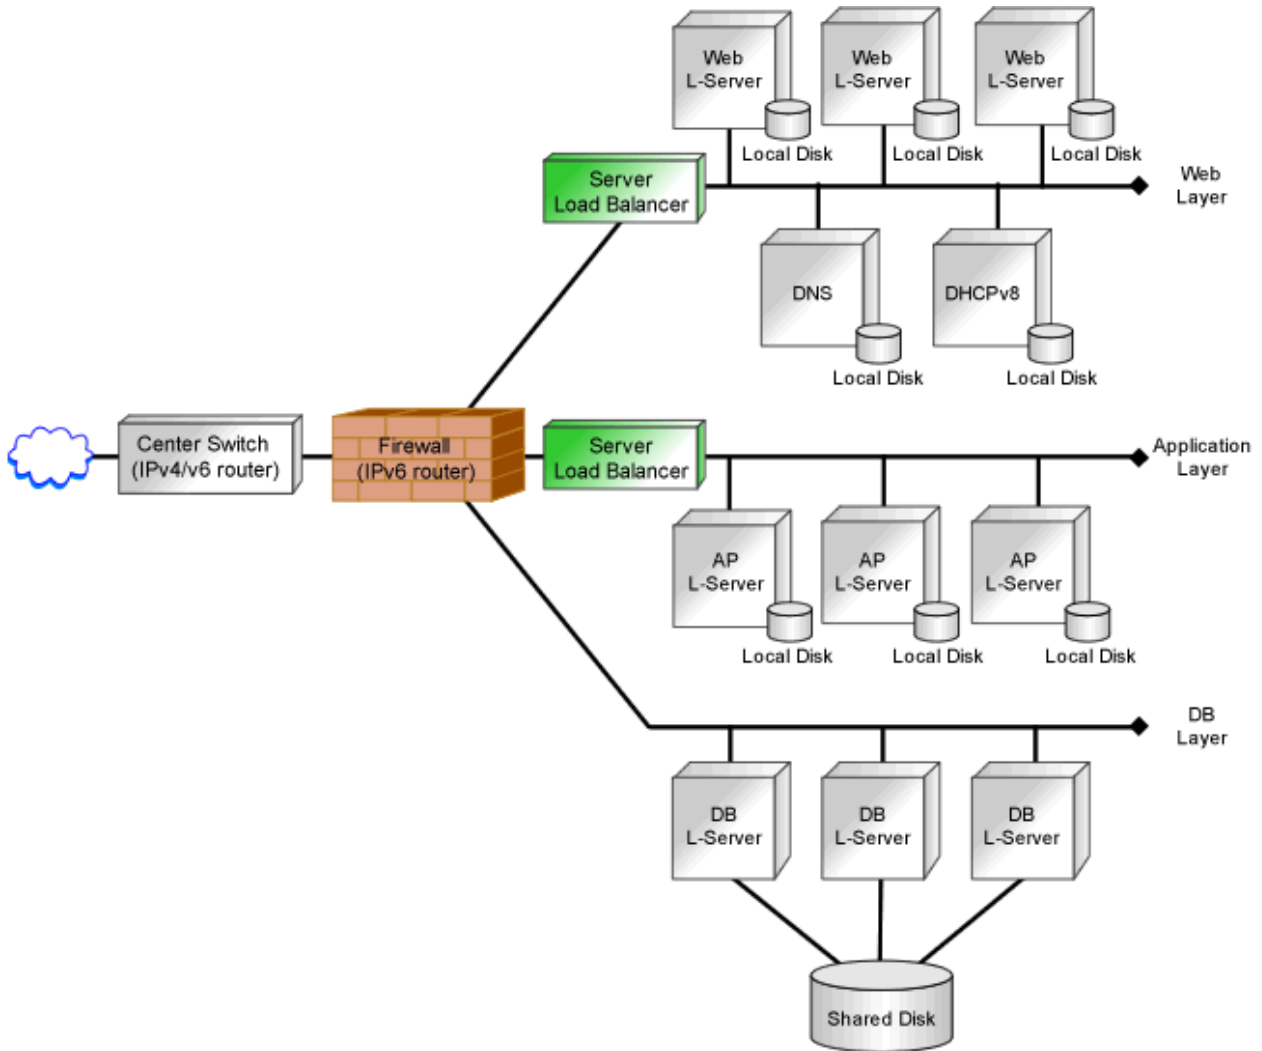 Web
L-Server
Web
L-Server
Web
L-Server
Local Disk
Local Disk
Local Disk
Server
Load Balancer
Web
Layer
DNS
DHCPv8
Local Disk
Local Disk
Center Switch
(IPv4/v6 router)
Firewall
(IPv6 router)
Server
Load Balancer
Application
Layer
AP
L-Server
AP
L-Server
AP
L-Server
Local Disk
Local Disk
Local Disk
DB
Layer
DB
L-Server
DB
L-Server
DB
L-Server
Shared Disk